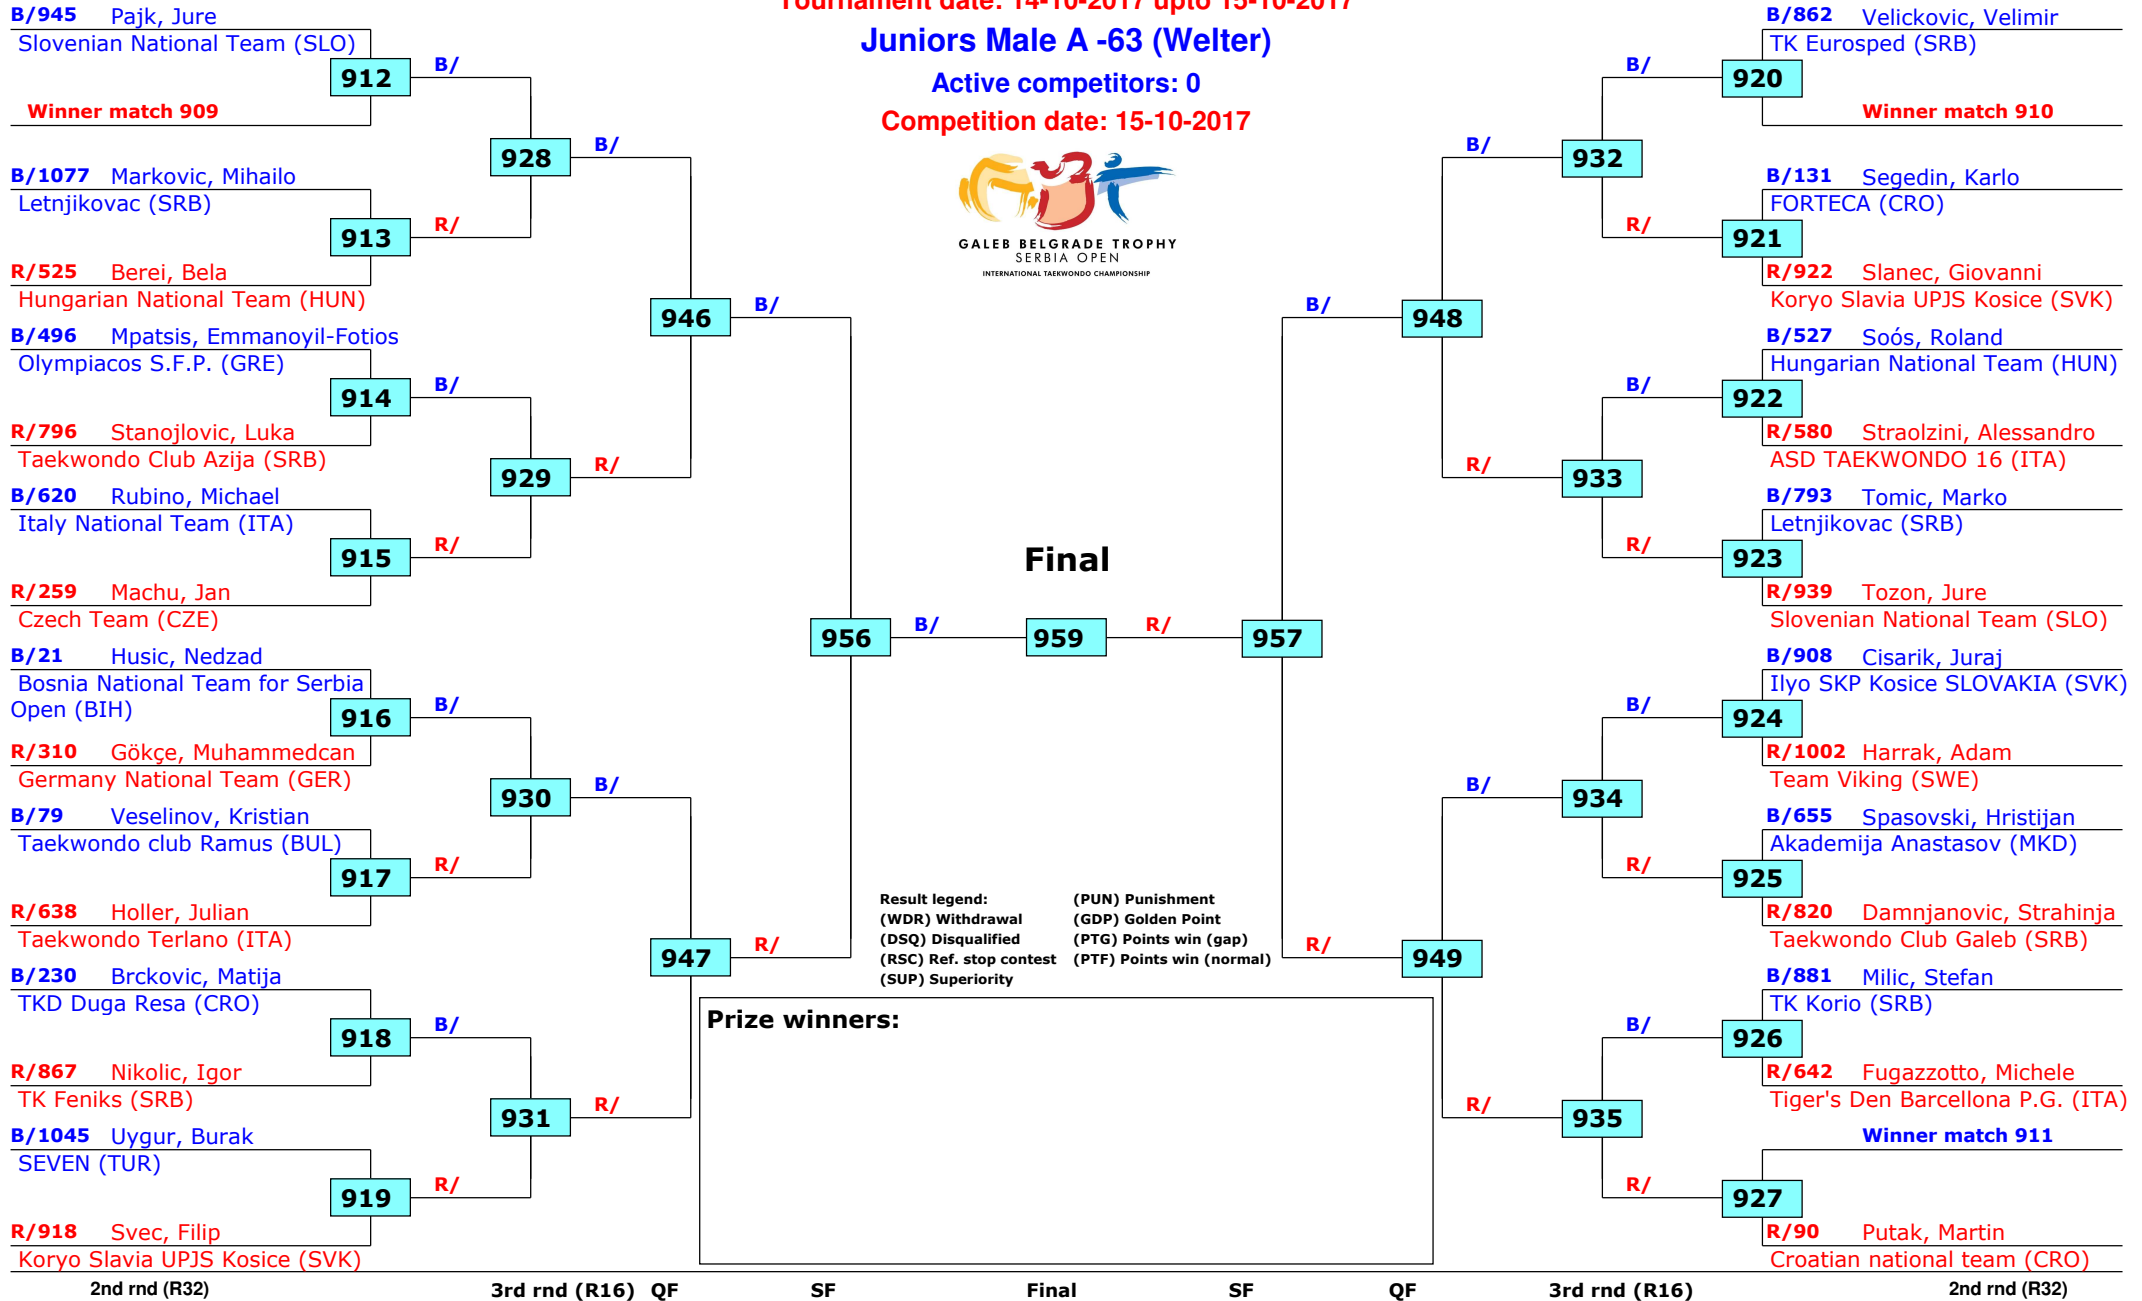 Tournament date: 14-10-2017 upto 15-10-2017
Juniors Male A -63 (Welter)
Active competitors: 0
Competition date: 15-10-2017
GALEB BELGRADE TROPHY
SERBIA OPEN
INTERNATIONAL TAEKWONDO CHAMPIONSHIP
B/945 Pajk, Jure
Slovenian National Team (SLO)
912
B/
Winner match 909
928
B/
B/1077 Markovic, Mihailo
Letnjikovac (SRB)
913
R/
R/525 Berei, Bela
Hungarian National Team (HUN)
946
B/
B/496 Mpatsis, Emmanoyil-Fotios
Olympiacos S.F.P. (GRE)
914
B/
R/796 Stanojlovic, Luka
Taekwondo Club Azija (SRB)
929
R/
B/620 Rubino, Michael
Italy National Team (ITA)
915
R/
R/259 Machu, Jan
Czech Team (CZE)
956
B/
B/21 Husic, Nedzad
Bosnia National Team for Serbia
Open (BIH)
916
B/
R/310 Gökçe, Muhammedcan
Germany National Team (GER)
930
B/
B/79 Veselinov, Kristian
Taekwondo club Ramus (BUL)
917
R/
R/638 Holler, Julian
Taekwondo Terlano (ITA)
947
R/
B/230 Brckovic, Matija
TKD Duga Resa (CRO)
918
B/
R/867 Nikolic, Igor
TK Feniks (SRB)
931
R/
B/1045 Uygur, Burak
SEVEN (TUR)
919
R/
R/918 Svec, Filip
Koryo Slavia UPJS Kosice (SVK)
Final
959
R/
957
B/862 Velickovic, Velimir
TK Eurosped (SRB)
B/
920
Winner match 910
B/
932
B/131 Segedin, Karlo
FORTECA (CRO)
R/
921
R/922 Slanec, Giovanni
Koryo Slavia UPJS Kosice (SVK)
B/
948
B/527 Soós, Roland
Hungarian National Team (HUN)
B/
922
R/580 Straolzini, Alessandro
ASD TAEKWONDO 16 (ITA)
R/
933
B/793 Tomic, Marko
Letnjikovac (SRB)
R/
923
R/939 Tozon, Jure
Slovenian National Team (SLO)
B/908 Cisarik, Juraj
Ilyo SKP Kosice SLOVAKIA (SVK)
B/
924
R/1002 Harrak, Adam
Team Viking (SWE)
B/
934
B/655 Spasovski, Hristijan
Akademija Anastasov (MKD)
R/
925
R/820 Damnjanovic, Strahinja
Taekwondo Club Galeb (SRB)
R/
949
B/881 Milic, Stefan
TK Korio (SRB)
B/
926
R/642 Fugazzotto, Michele
Tiger's Den Barcellona P.G. (ITA)
R/
935
Winner match 911
R/
927
R/90 Putak, Martin
Croatian national team (CRO)
Result legend: (PUN) Punishment
(WDR) Withdrawal (GDP) Golden Point
(DSQ) Disqualified (PTG) Points win (gap)
(RSC) Ref. stop contest (PTF) Points win (normal)
(SUP) Superiority
Prize winners:
2nd rnd (R32) 3rd rnd (R16) QF SF Final SF QF 3rd rnd (R16) 2nd rnd (R32)